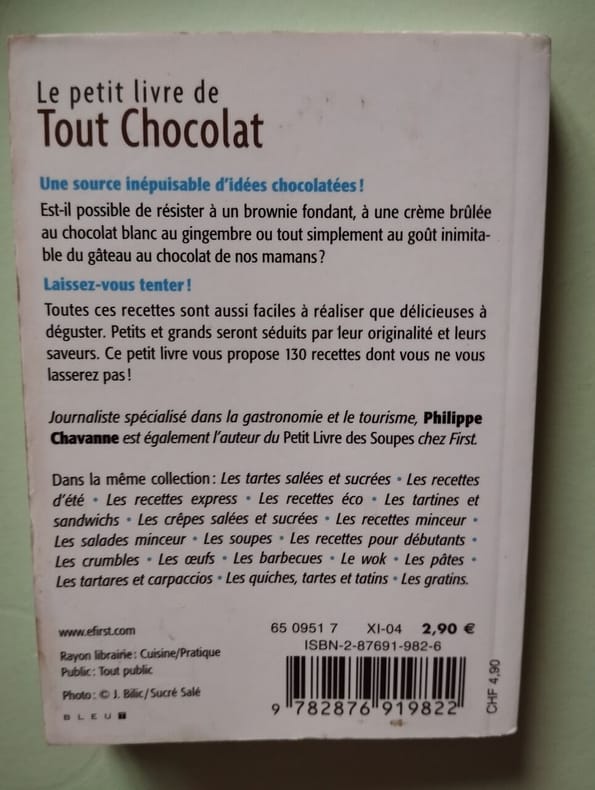 Le petit livre de
Tout Chocolat
Une source inépuisable d'idées chocolatées !
Est-il possible de résister à un brownie fondant, à une crème brûlée
au chocolat blanc au gingembre ou tout simplement au goût inimita-
ble du gâteau au chocolat de nos mamans ?
Laissez-vous tenter !
Toutes ces recettes sont aussi faciles à réaliser que délicieuses à
déguster. Petits et grands seront séduits par leur originalité et leurs
saveurs. Ce petit livre vous propose 130 recettes dont vous ne vous
lasserez pas !
Journaliste spécialisé dans la gastronomie et le tourisme, Philippe
Chavanne est également l'auteur du Petit Livre des Soupes chez First.
Dans la même collection : Les tartes salées et sucrées • Les recettes
d'été • Les recettes express • Les recettes éco • Les tartines et
sandwichs • Les crêpes salées et sucrées • Les recettes minceur •
Les salades minceur • Les soupes • Les recettes pour débutants •
Les crumbles • Les œufs • Les barbecues • Le wok • Les pâtes •
Les tartares et carpaccios • Les quiches, tartes et tatins • Les gratins.
www.efirst.com
Rayon librairie : Cuisine/Pratique
Public : Tout public
Photo : © J. Bilic / Sucré Salé
BLEU T
65 0951 7 XI-04 2,90 €
ISBN-2-87691-982-6
9 782876 919822
CHF 4,90